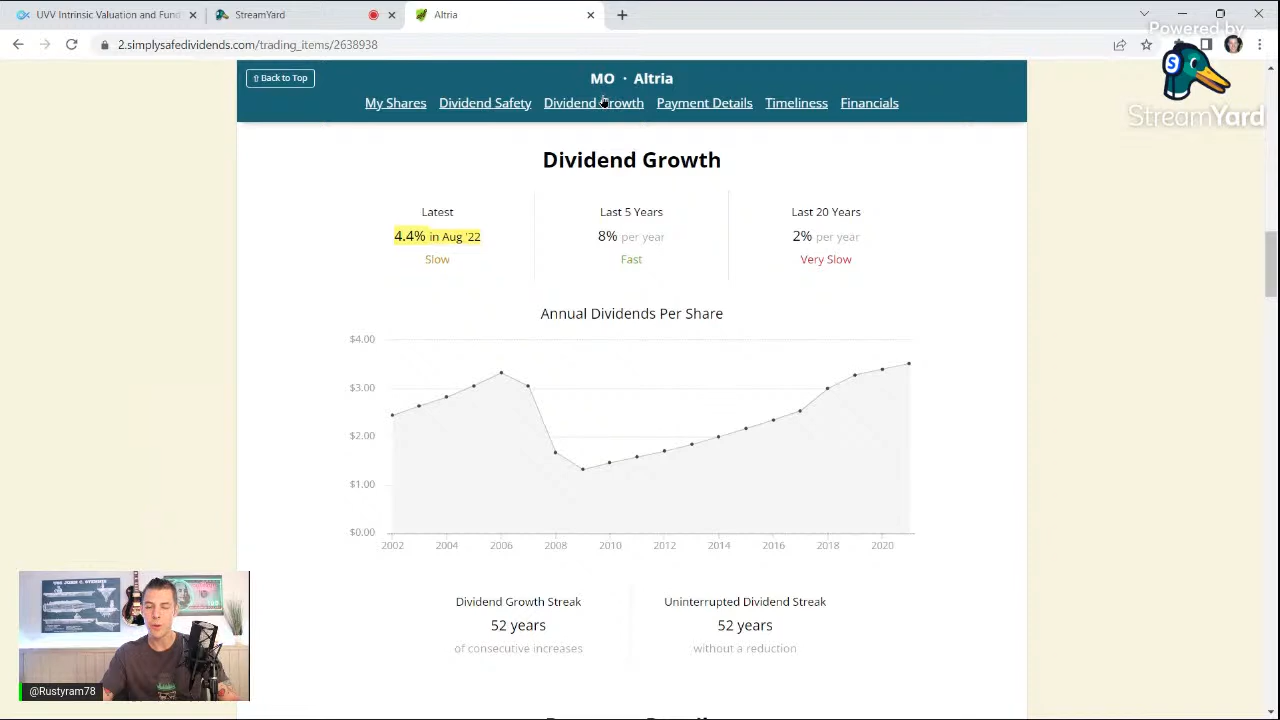 UVV Intrinsic Valuation and Fund
StreamYard
Altria
2.simplysafedividends.com/trading_items/2638938
Powered by
StreamYard
⇧ Back to Top
MO · Altria
My Shares Dividend Safety Dividend Growth Payment Details Timeliness Financials
Dividend Growth
Latest Last 5 Years Last 20 Years
4.4% in Aug '22 8% per year 2% per year
Slow Fast Very Slow
Annual Dividends Per Share
$4.00
$3.00
$2.00
$1.00
$0.00
2002 2004 2006 2008 2010 2012 2014 2016 2018 2020
Dividend Growth Streak Uninterrupted Dividend Streak
52 years 52 years
of consecutive increases without a reduction
@Rustyram78